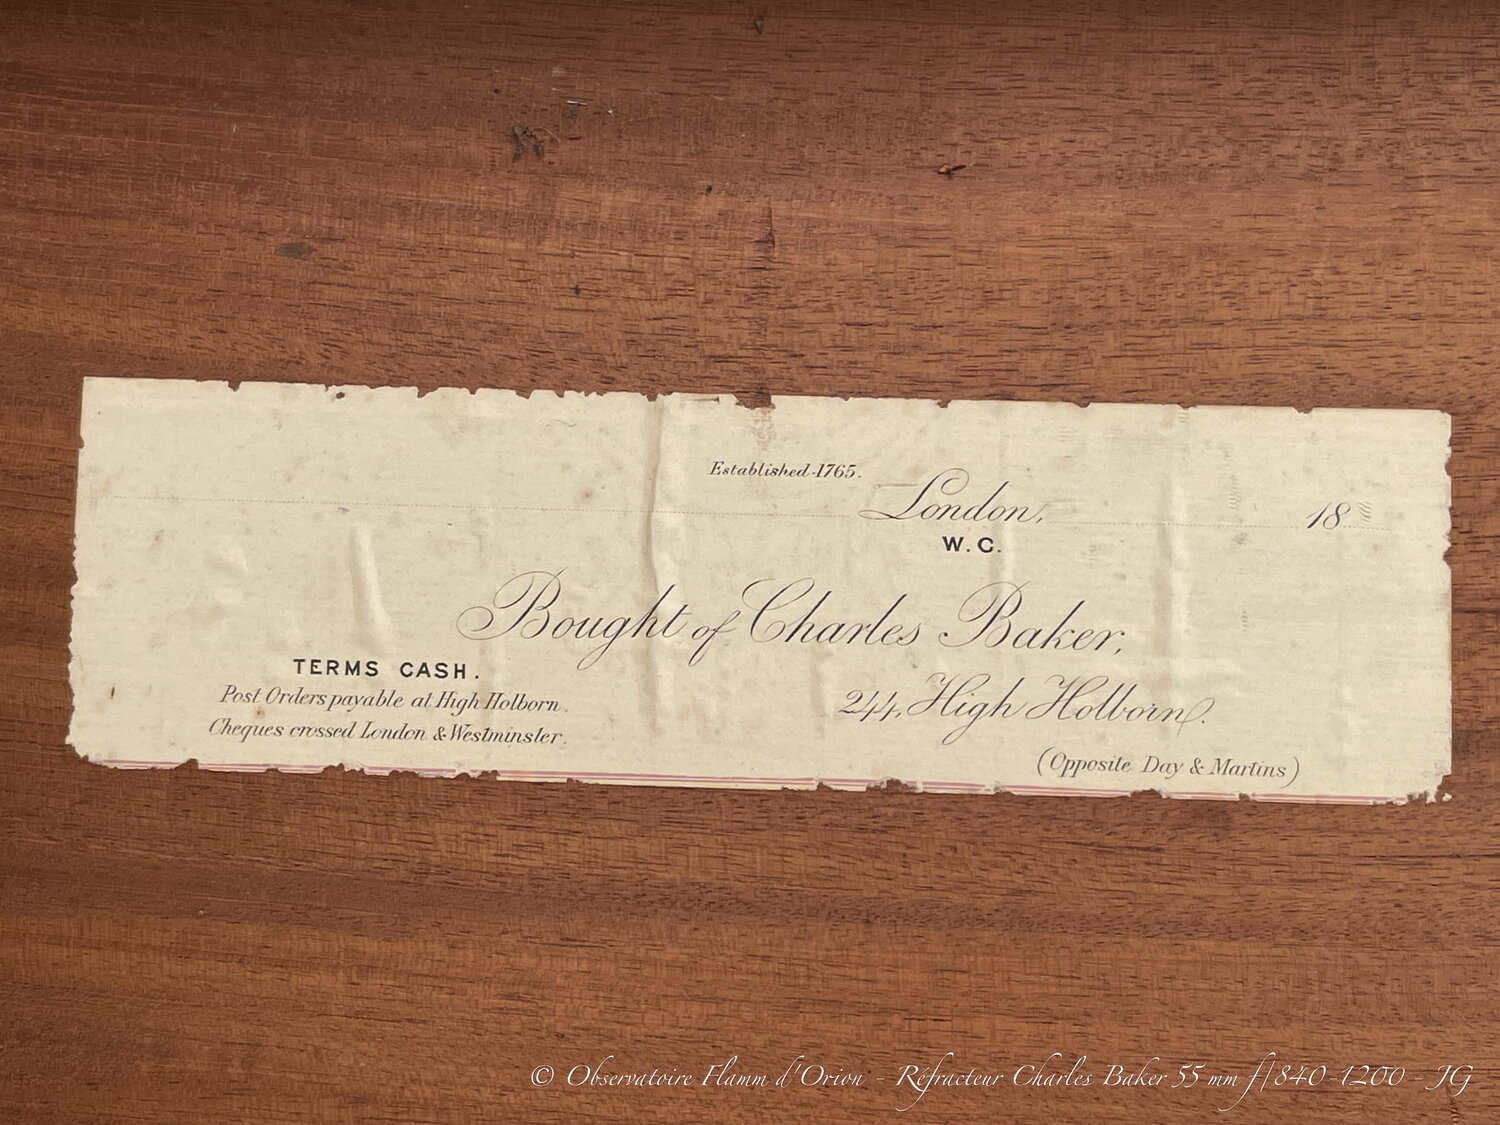 Established 1765.
London, 18
W.C.
Bought of Charles Baker,
TERMS CASH.
Post Orders payable at High Holborn.
Cheques crossed London & Westminster.
244, High Holborn.
(Opposite Day & Martins)
© Observatoire Flamm d'Orion - Réfracteur Charles Baker 55 mm f/840-1200 - JG